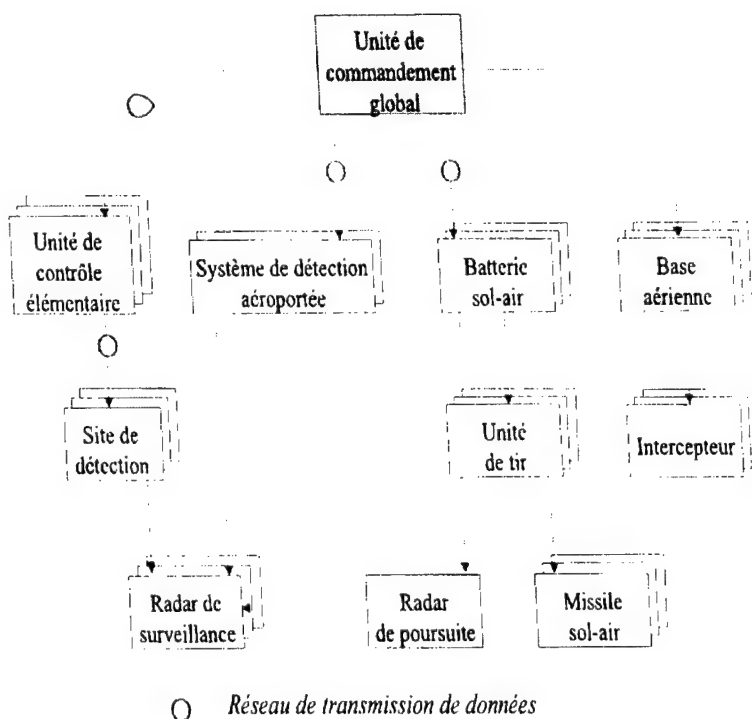 Unité de
commandement
global
Unité de
contrôle
élémentaire
Système de détection
aéroportée
Batterie
sol-air
Base
aérienne
Site de
détection
Unité
de tir
Intercepteur
Radar de
surveillance
Radar
de poursuite
Missile
sol-air
Réseau de transmission de données